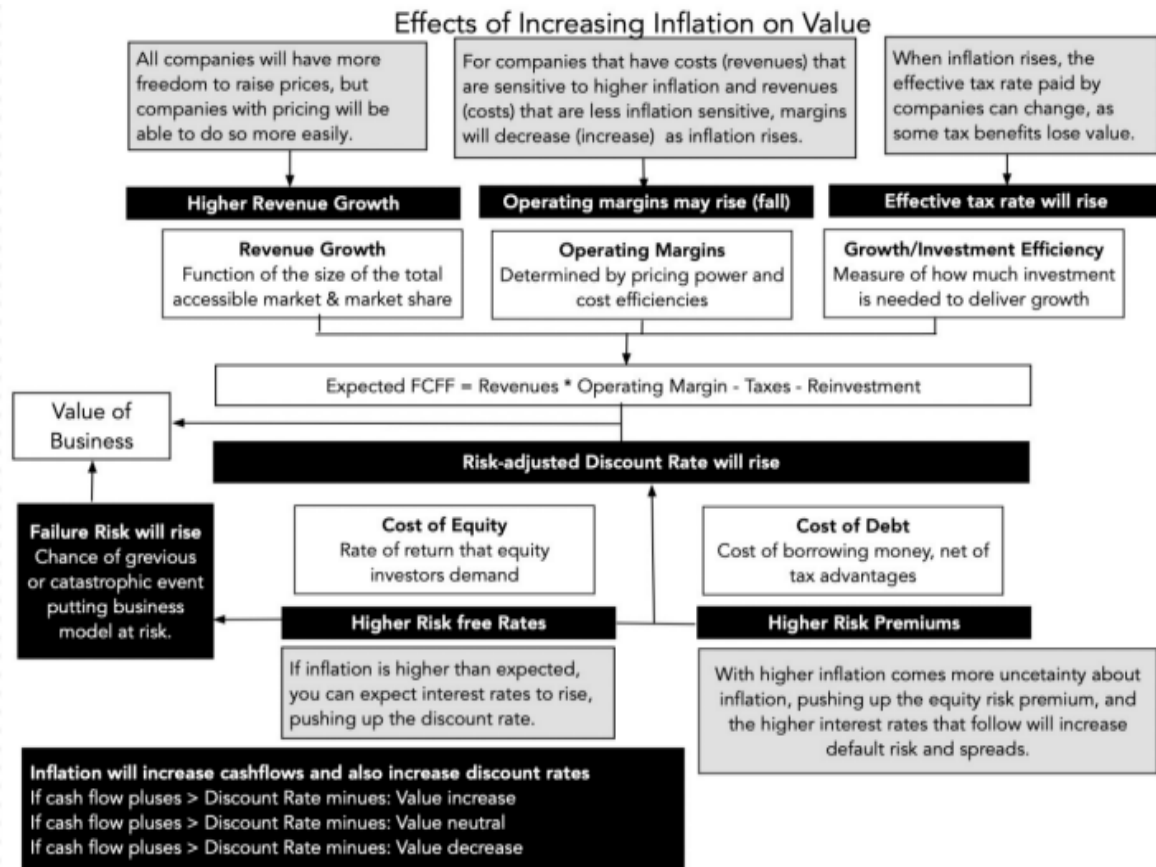 Effects of Increasing Inflation on Value
All companies will have more
freedom to raise prices, but
companies with pricing will be
able to do so more easily.
For companies that have costs (revenues) that
are sensitive to higher inflation and revenues
(costs) that are less inflation sensitive, margins
will decrease (increase) as inflation rises.
When inflation rises, the
effective tax rate paid by
companies can change, as
some tax benefits lose value.
Higher Revenue Growth
Operating margins may rise (fall)
Effective tax rate will rise
Revenue Growth
Function of the size of the total
accessible market & market share
Operating Margins
Determined by pricing power and
cost efficiencies
Growth/Investment Efficiency
Measure of how much investment
is needed to deliver growth
Expected FCFF = Revenues * Operating Margin - Taxes - Reinvestment
Value of
Business
Risk-adjusted Discount Rate will rise
Failure Risk will rise
Chance of grevious
or catastrophic event
putting business
model at risk.
Cost of Equity
Rate of return that equity
investors demand
Cost of Debt
Cost of borrowing money, net of
tax advantages
Higher Risk free Rates
Higher Risk Premiums
If inflation is higher than expected,
you can expect interest rates to rise,
pushing up the discount rate.
With higher inflation comes more uncetainty about
inflation, pushing up the equity risk premium, and
the higher interest rates that follow will increase
default risk and spreads.
Inflation will increase cashflows and also increase discount rates
If cash flow pluses > Discount Rate minues: Value increase
If cash flow pluses > Discount Rate minues: Value neutral
If cash flow pluses > Discount Rate minues: Value decrease